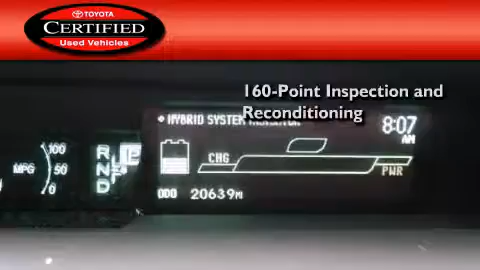 TOYOTA
CERTIFIED
Used Vehicles
160-Point Inspection and
Reconditioning
HYBRID SYSTEM INDICATOR
8:07
AM
100
MPG
50
0
R
N
D
CHG
PWR
ODO 20639MI